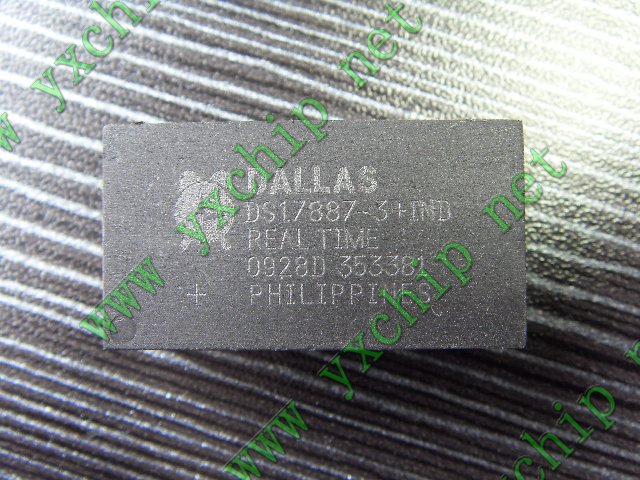 DALLAS
DS17887-3+IND
REAL TIME
0928D 353381
+ PHILIPPINES
www yxchip net
www yxchip net
www yxchip net